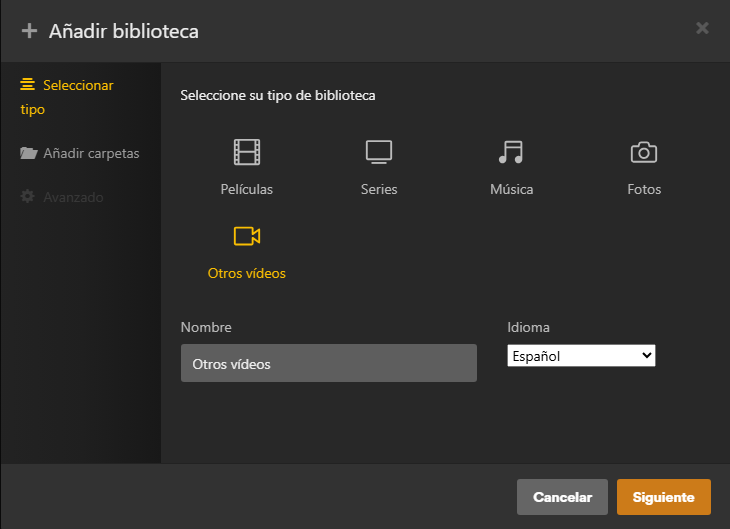 Añadir biblioteca
Seleccionar
tipo
Añadir carpetas
Avanzado
Seleccione su tipo de biblioteca
Películas
Series
Música
Fotos
Otros vídeos
Nombre
Idioma
Otros vídeos
Español
Cancelar
Siguiente